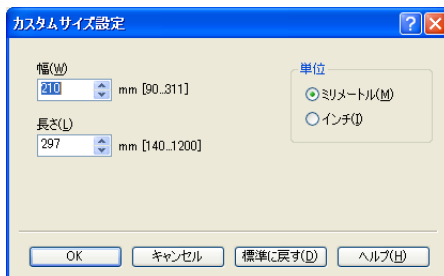 カスタムサイズ設定
幅(W)
210 mm [90..311]
長さ(L)
297 mm [140..1200]
単位
ミリメートル(M)
インチ(I)
OK キャンセル 標準に戻す(D) ヘルプ(H)